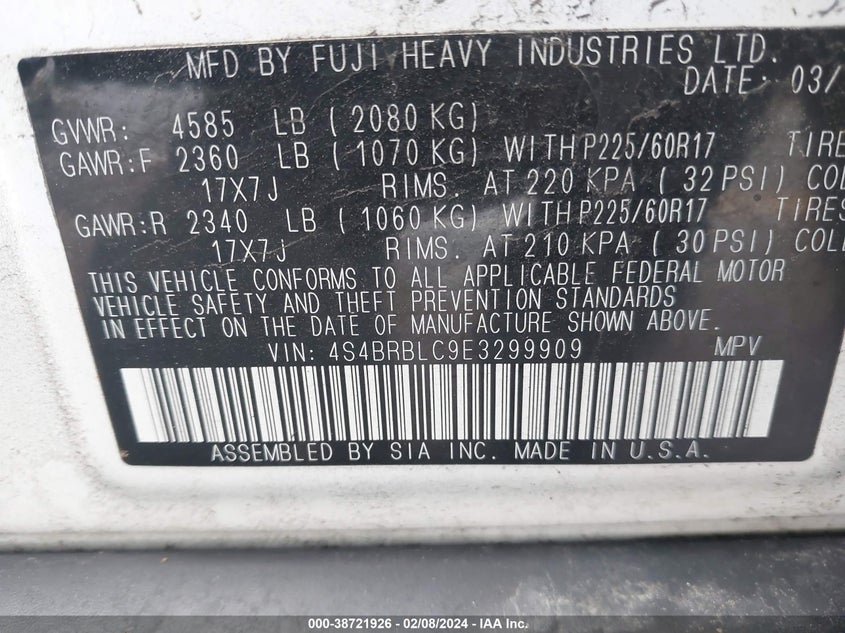 MFD BY FUJI HEAVY INDUSTRIES LTD.
DATE: 03/
GVWR: 4585 LB ( 2080 KG)
GAWR:F 2360 LB ( 1070 KG) WITH P225/60R17 TIRE
17X7J RIMS. AT 220 KPA ( 32 PSI) COL
GAWR:R 2340 LB ( 1060 KG) WITH P225/60R17 TIRES
17X7J RIMS. AT 210 KPA ( 30 PSI) COL
THIS VEHICLE CONFORMS TO ALL APPLICABLE FEDERAL MOTOR
VEHICLE SAFETY AND THEFT PREVENTION STANDARDS
IN EFFECT ON THE DATE OF MANUFACTURE SHOWN ABOVE.
VIN: 4S4BRBLC9E3299909 MPV
ASSEMBLED BY SIA INC. MADE IN U.S.A.
000-38721926 - 02/08/2024 - IAA Inc.